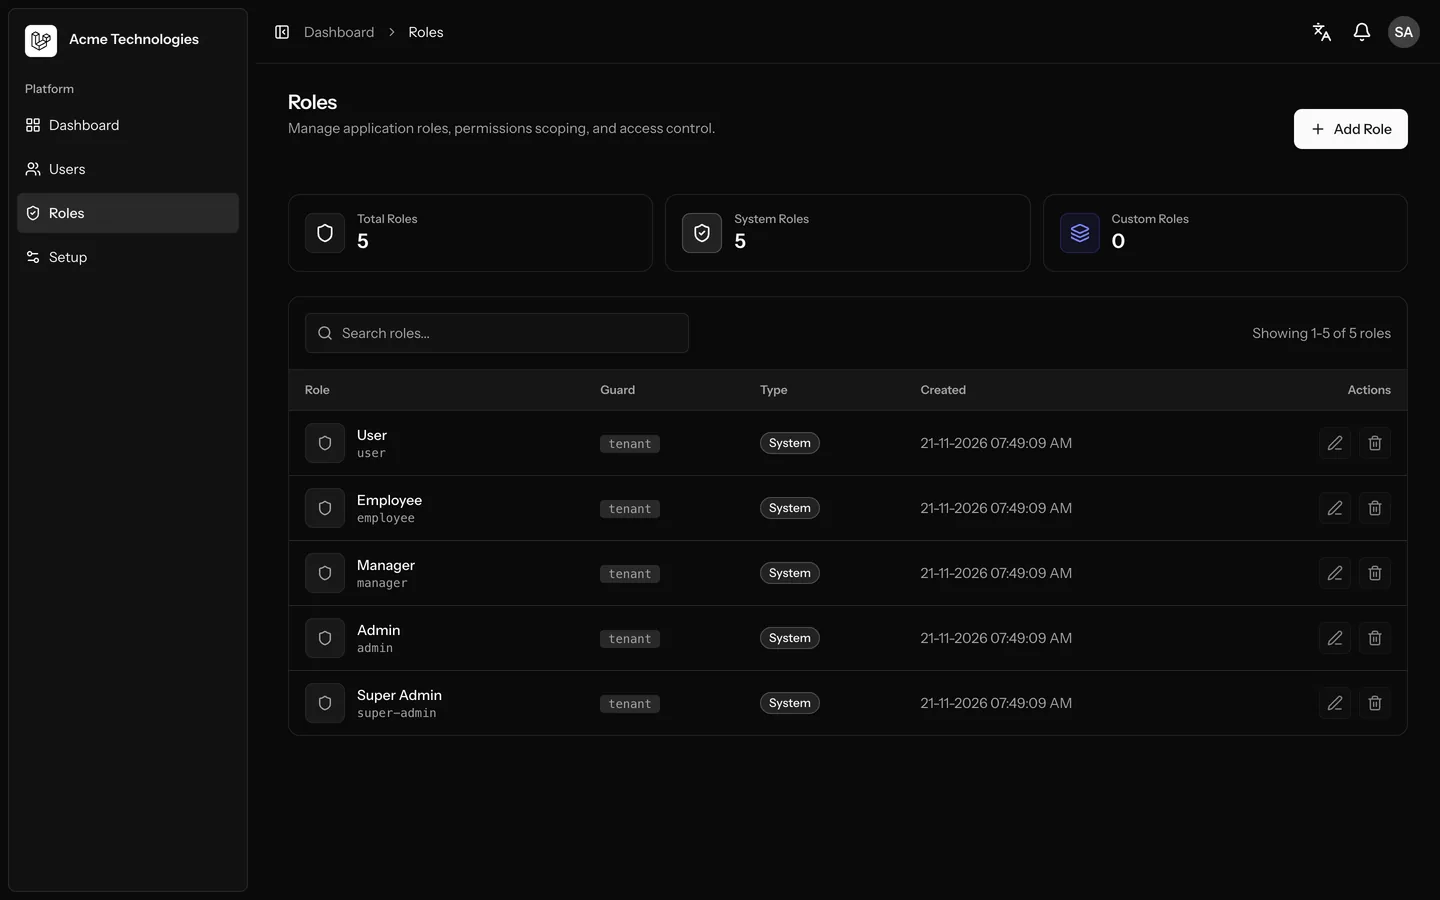 Acme Technologies
Platform
Dashboard
Users
Roles
Setup
Dashboard > Roles
SA
Roles
Manage application roles, permissions scoping, and access control.
Add Role
Total Roles
5
System Roles
5
Custom Roles
0
Search roles...
Showing 1-5 of 5 roles
Role Guard Type Created Actions
User
user
tenant System 21-11-2026 07:49:09 AM
Employee
employee
tenant System 21-11-2026 07:49:09 AM
Manager
manager
tenant System 21-11-2026 07:49:09 AM
Admin
admin
tenant System 21-11-2026 07:49:09 AM
Super Admin
super-admin
tenant System 21-11-2026 07:49:09 AM